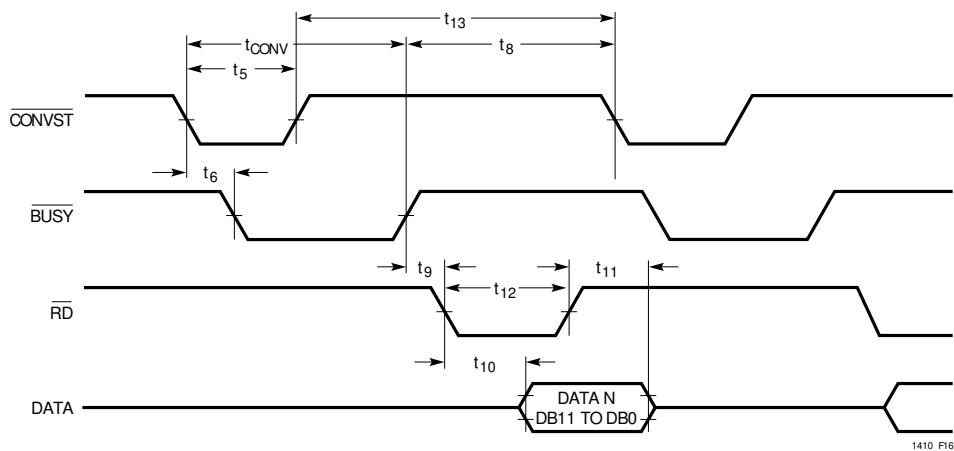 t13
tCONV
t8
t5
CONVST
t6
BUSY
t9
t11
t12
RD
t10
DATA
DATA N
DB11 TO DB0
1410 F16